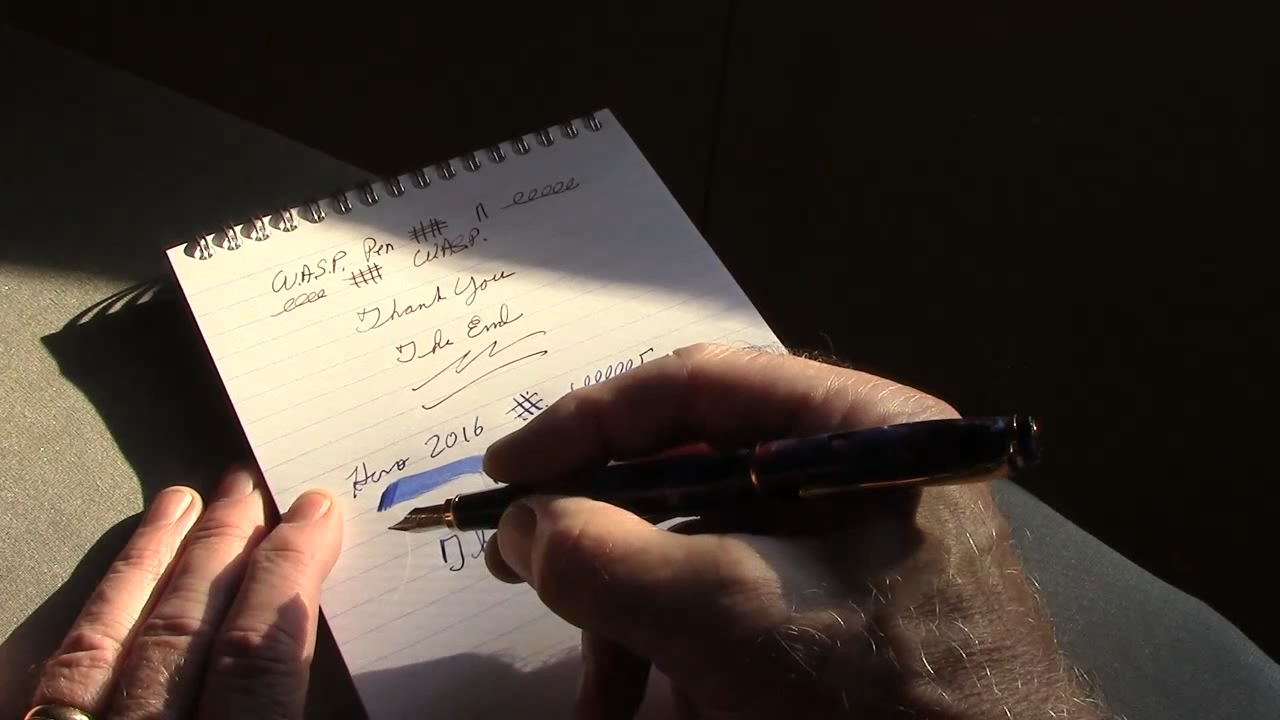 W.A.S.P. Pen n
W.A.S.P.
Thank You
The End
Hero 2016